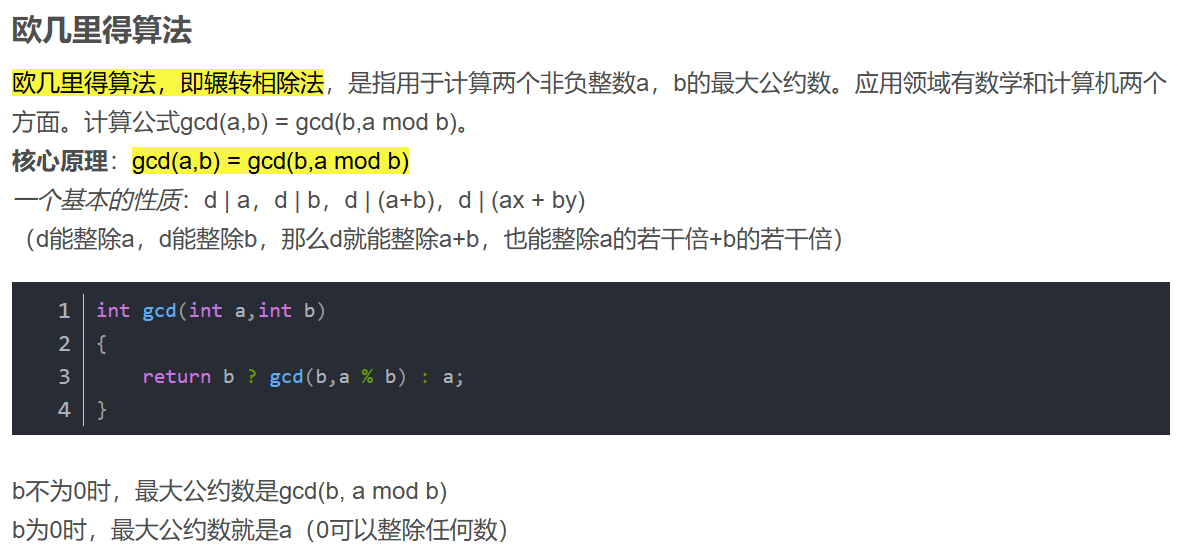 欧几里得算法
欧几里得算法，即辗转相除法，是指用于计算两个非负整数a，b的最大公约数。应用领域有数学和计算机两个
方面。计算公式gcd(a,b) = gcd(b,a mod b)。
核心原理：gcd(a,b) = gcd(b,a mod b)
一个基本的性质：d | a，d | b，d | (a+b)，d | (ax + by)
（d能整除a，d能整除b，那么d就能整除a+b，也能整除a的若干倍+b的若干倍）
1 int gcd(int a,int b)
2 {
3     return b ? gcd(b,a % b) : a;
4 }
b不为0时，最大公约数是gcd(b, a mod b)
b为0时，最大公约数就是a（0可以整除任何数）